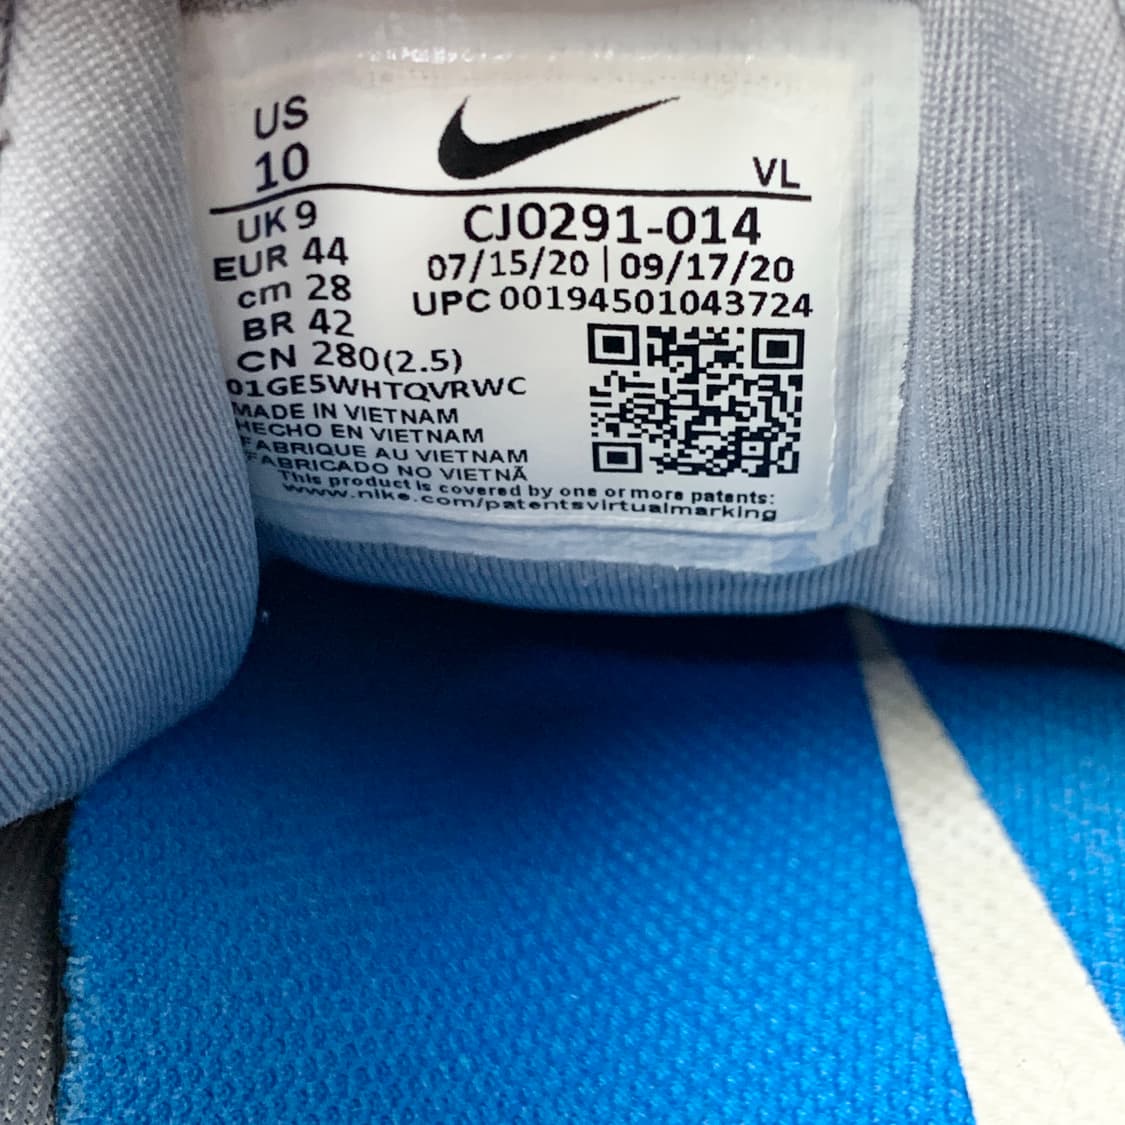 US
10
VL
UK 9
CJ0291-014
EUR 44
07/15/20 | 09/17/20
cm 28
UPC 00194501043724
BR 42
CN 280(2.5)
01GE5WHTQVRWC
MADE IN VIETNAM
HECHO EN VIETNAM
FABRIQUE AU VIETNAM
FABRICADO NO VIETNÃ
This product is covered by one or more patents:
www.nike.com/patentsvirtualmarking